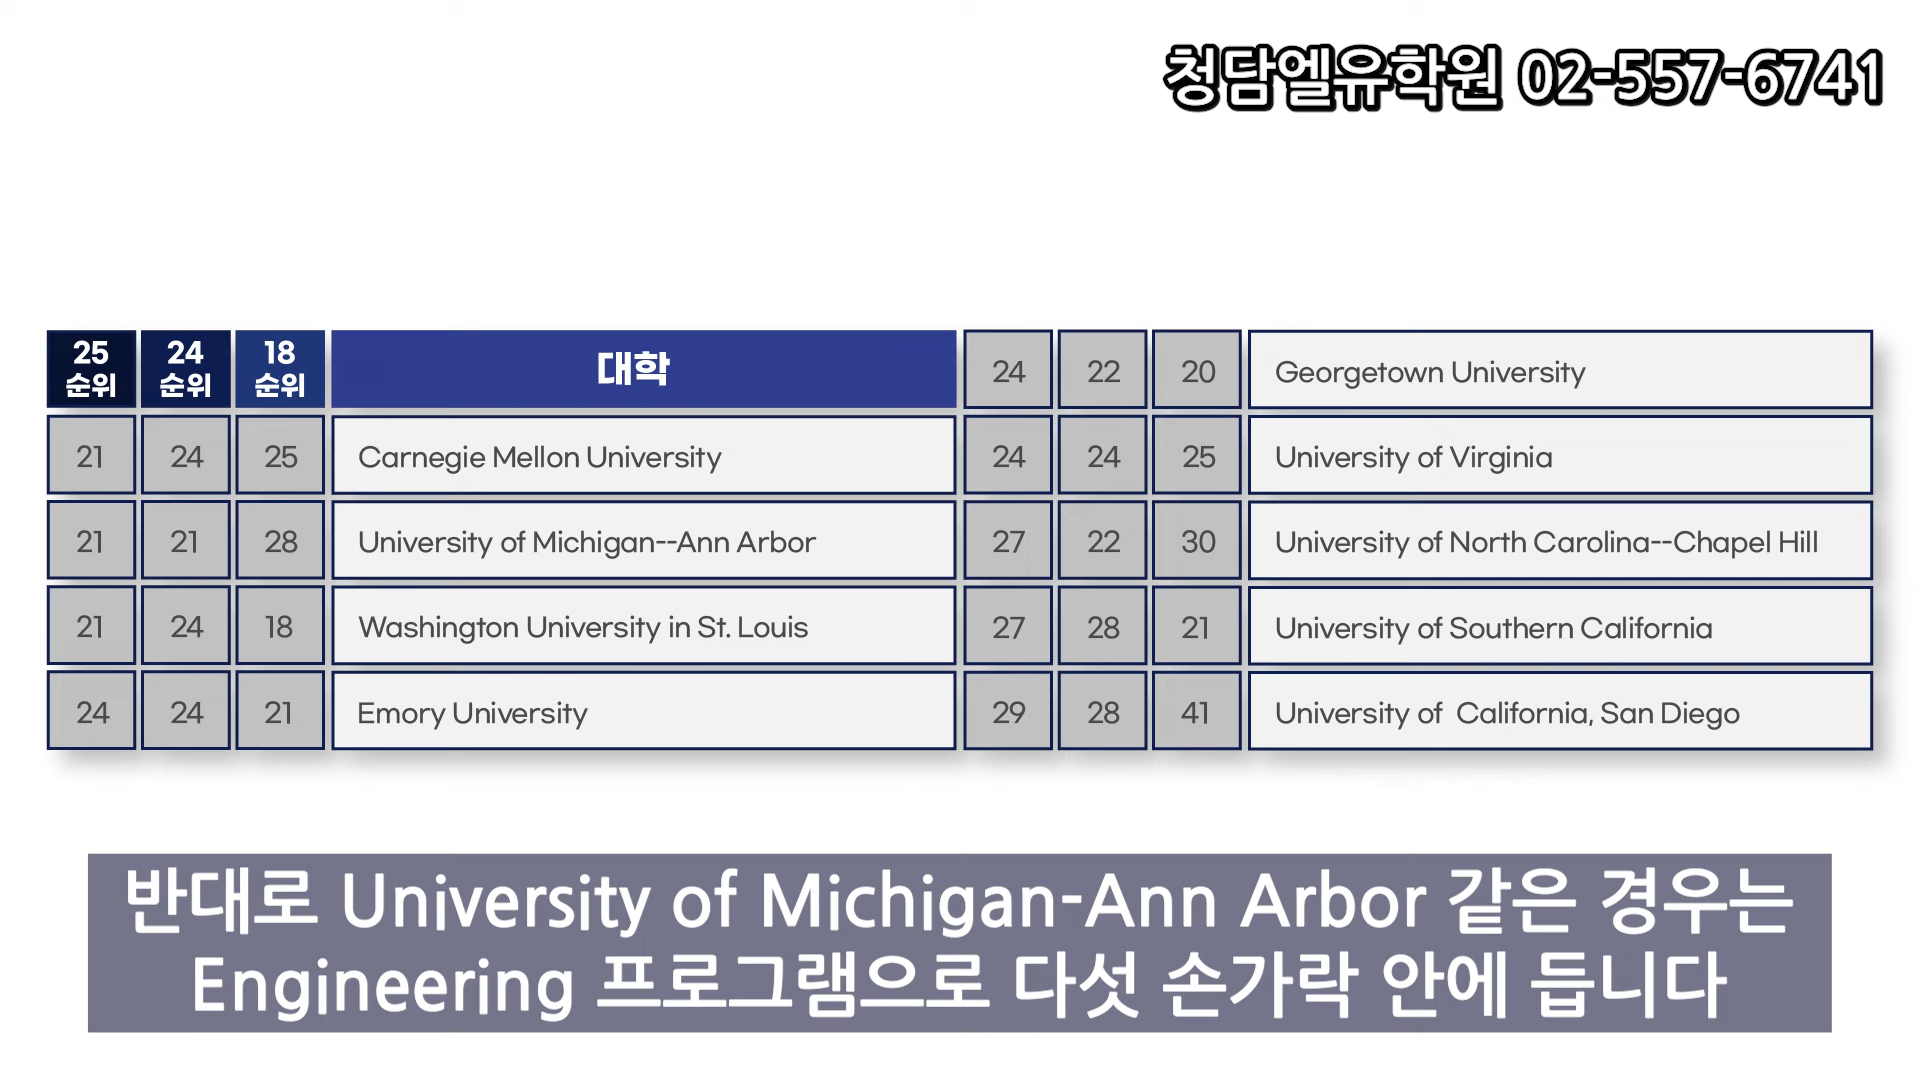 청담엘유학원 02-557-6741
25 순위 24 순위 18 순위 대학
21 24 25 Carnegie Mellon University
21 21 28 University of Michigan--Ann Arbor
21 24 18 Washington University in St. Louis
24 24 21 Emory University
24 22 20 Georgetown University
24 24 25 University of Virginia
27 22 30 University of North Carolina--Chapel Hill
27 28 21 University of Southern California
29 28 41 University of California, San Diego
반대로 University of Michigan-Ann Arbor 같은 경우는
Engineering 프로그램으로 다섯 손가락 안에 듭니다